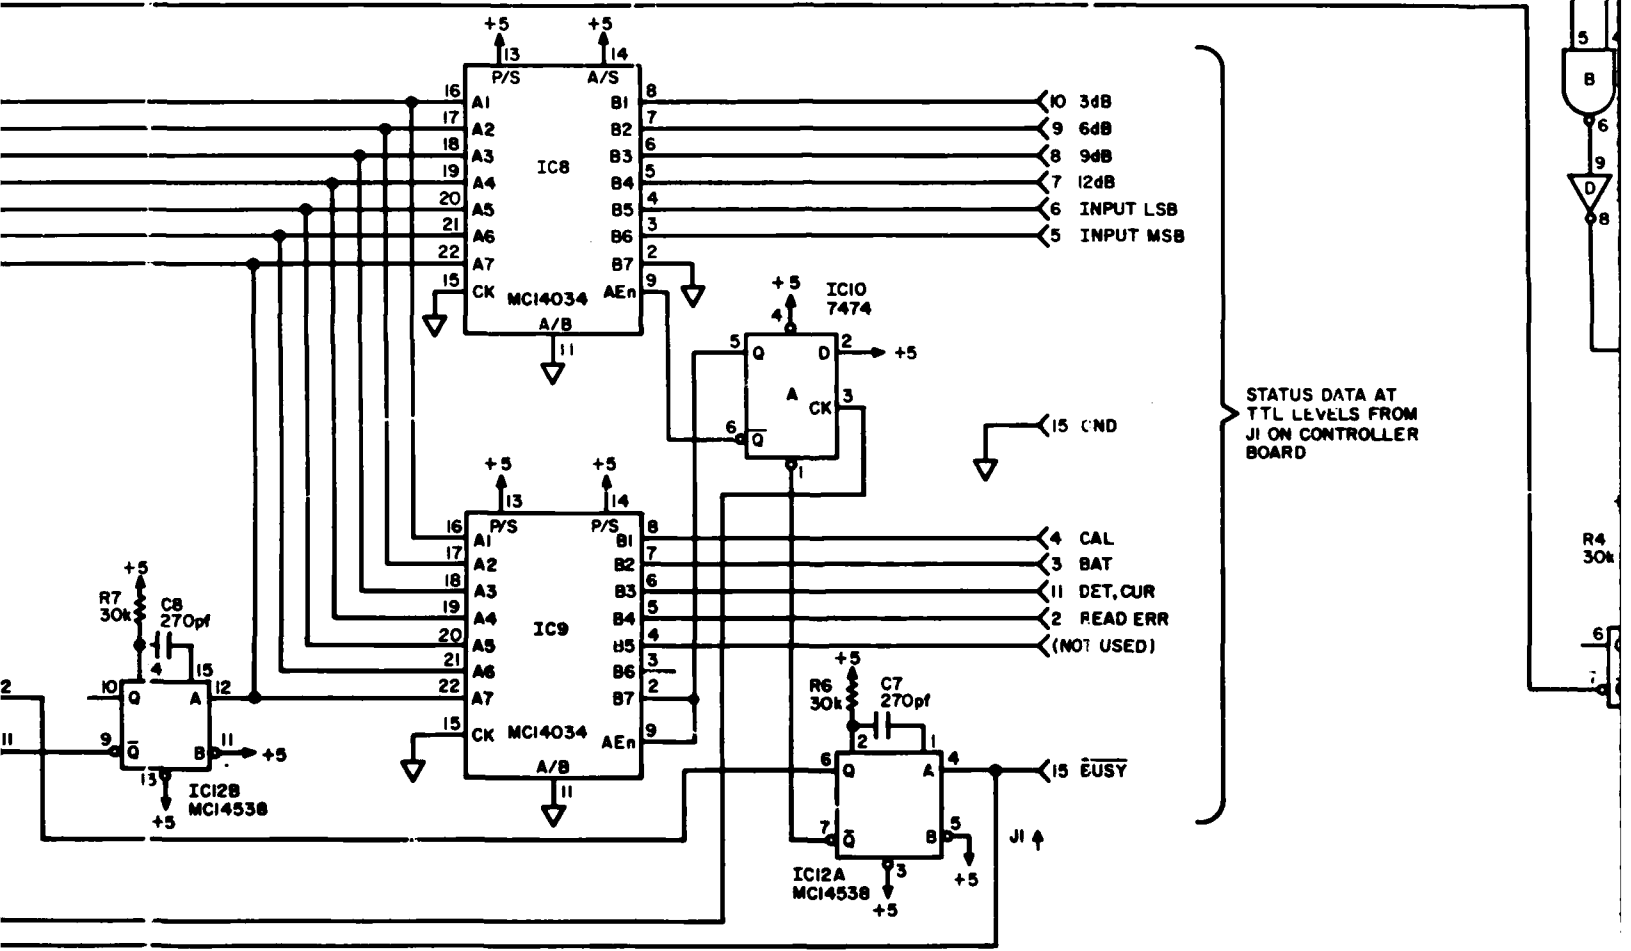 +5 +5
13 14
P/S A/S
16 A1 B1 8 10 3dB
17 A2 B2 7 9 6dB
18 A3 B3 6 8 9dB
IC8
19 A4 B4 5 7 12dB
20 A5 B5 4 6 INPUT LSB
21 A6 B6 3 5 INPUT MSB
22 A7 B7 2
15 CK AEn 9
MC14034
A/B
11
+5 IC10
7474
4
5 Q D 2 +5
A
CK 3
6 Q̅
1
15 GND
STATUS DATA AT
TTL LEVELS FROM
J1 ON CONTROLLER
BOARD
+5 +5
13 14
P/S P/S
16 A1 B1 8 4 CAL
17 A2 B2 7 3 BAT
18 A3 B3 6 11 DET, CUR
19 A4 B4 5 2 READ ERR
IC9
20 A5 B5 4 (NOT USED)
21 A6 B6 3
22 A7 B7 2
15 CK MC14034 AEn 9
A/B
11
+5
R7
30k
C8
270pf
4 15
2 10 Q A 12
11 9 Q̅ B 11 +5
13
IC12B
MC14538
+5
+5
R6
30k
C7
270pf
2 1
6 Q A 4 15 B̅U̅S̅Y̅
7 Q̅ B 5 J1
+5
3
IC12A
MC14538
+5
5
B
6
9
D
8
R4
30k
6
7